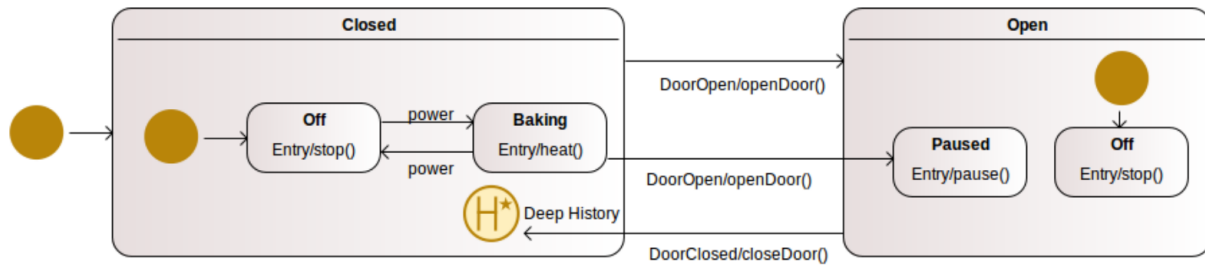 Closed
Open
DoorOpen/openDoor()
Off
Entry/stop()
power
power
Baking
Entry/heat()
DoorOpen/openDoor()
Paused
Entry/pause()
Off
Entry/stop()
H★
Deep History
DoorClosed/closeDoor()